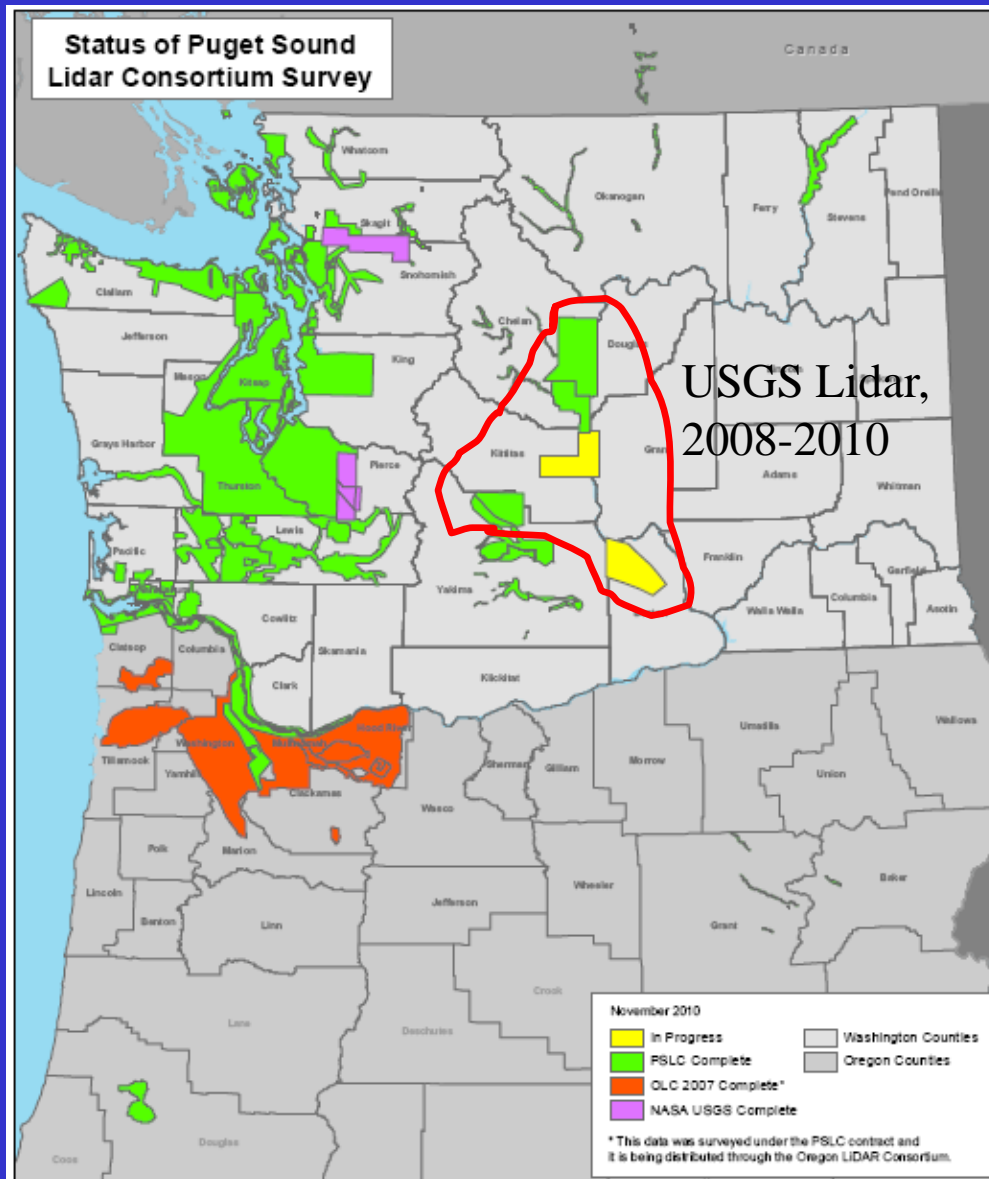 Status of Puget Sound
Lidar Consortium Survey
Canada
Whatcom
Okanogan
Ferry
Stevens
Pend Oreille
Skagit
Snohomish
Clallam
Chelan
Douglas
Jefferson
King
Mason
Kitsap
USGS Lidar,
2008-2010
Grays Harbor
Kittitas
Pierce
Adams
Whitman
Thurston
Lewis
Pacific
Franklin
Garfield
Yakima
Walla Walla
Columbia
Asotin
Cowlitz
Clatsop
Columbia
Skamania
Clark
Klickitat
Hood River
Umatilla
Wallowa
Washington
Multnomah
Tillamook
Sherman
Gilliam
Morrow
Union
Yamhill
Clackamas
Wasco
Marion
Polk
Baker
Wheeler
Lincoln
Jefferson
Benton
Linn
Grant
Crook
Lane
Deschutes
Douglas
Coos
November 2010
In Progress
PSLC Complete
OLC 2007 Complete*
NASA USGS Complete
Washington Counties
Oregon Counties
* This data was surveyed under the PSLC contract and
it is being distributed through the Oregon LiDAR Consortium.